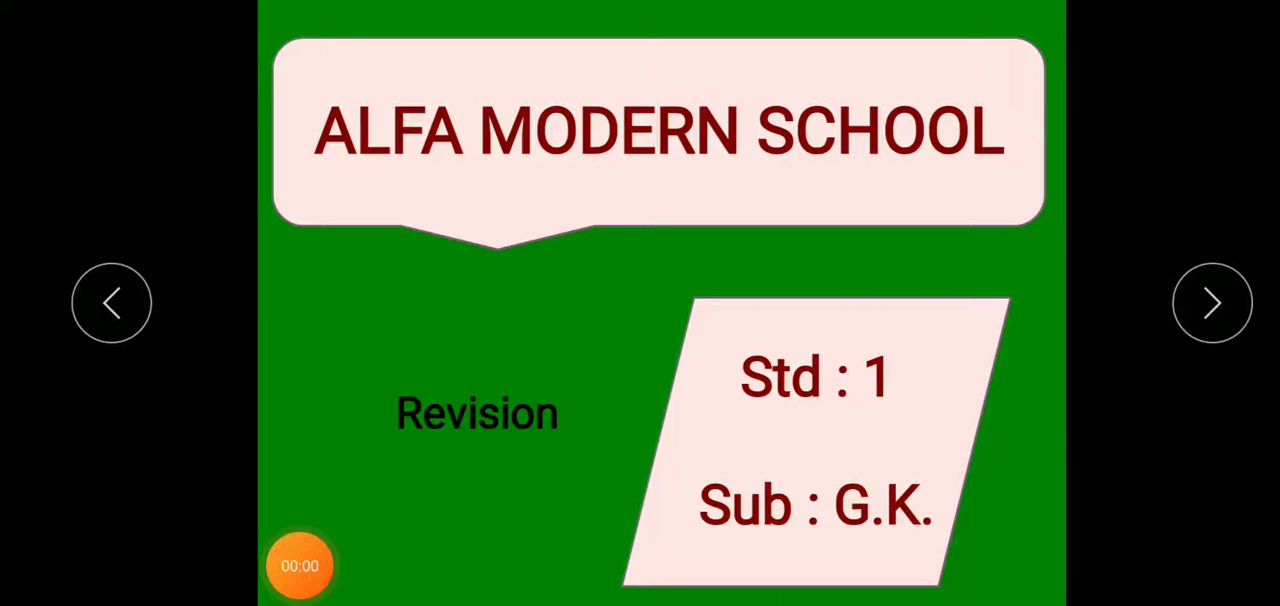 ALFA MODERN SCHOOL
Revision
Std : 1
Sub : G.K.
00:00